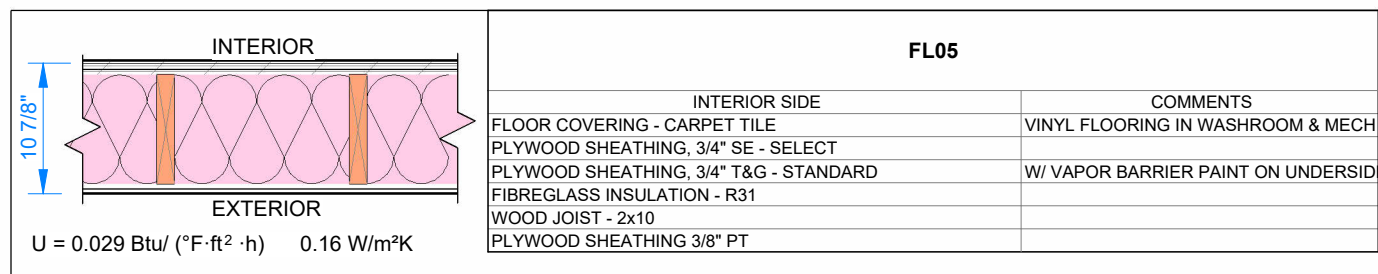 INTERIOR
10 7/8"
EXTERIOR
U = 0.029 Btu/ (°F·ft² ·h) 0.16 W/m²K
FL05
INTERIOR SIDE COMMENTS
FLOOR COVERING - CARPET TILE VINYL FLOORING IN WASHROOM & MECH
PLYWOOD SHEATHING, 3/4" SE - SELECT
PLYWOOD SHEATHING, 3/4" T&G - STANDARD W/ VAPOR BARRIER PAINT ON UNDERSID
FIBREGLASS INSULATION - R31
WOOD JOIST - 2x10
PLYWOOD SHEATHING 3/8" PT